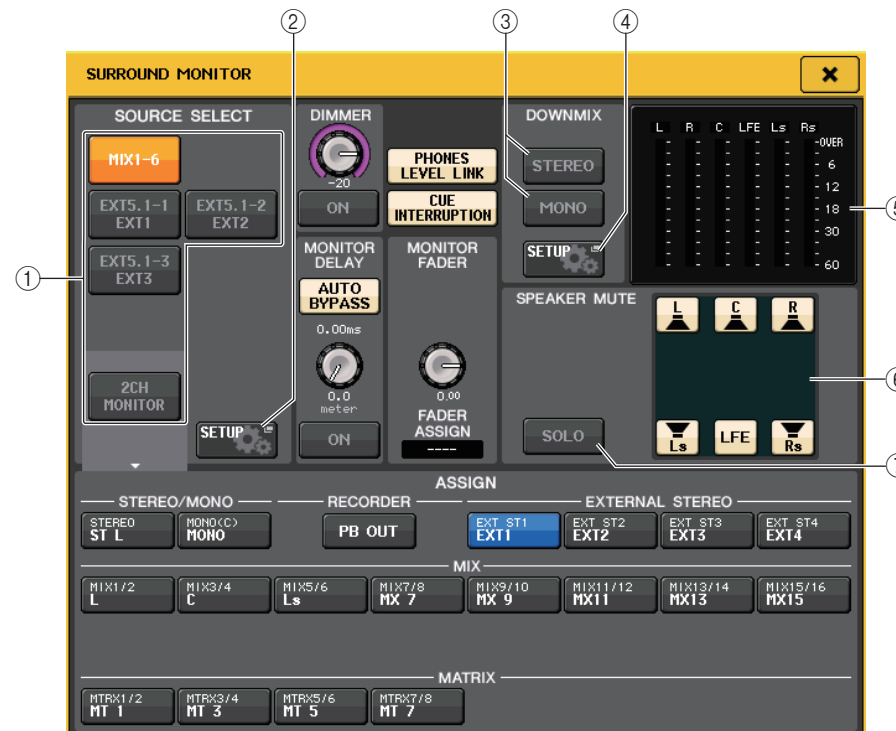 ② ③ ④
SURROUND MONITOR
SOURCE SELECT
MIX1-6
EXT5.1-1
EXT1
EXT5.1-2
EXT2
EXT5.1-3
EXT3
①
2CH
MONITOR
SETUP
DIMMER
-20
ON
PHONES
LEVEL LINK
CUE
INTERRUPTION
MONITOR
DELAY
AUTO
BYPASS
0.00ms
0.0
meter
ON
MONITOR
FADER
0.00
FADER
ASSIGN
----
DOWNMIX
STEREO
MONO
SETUP
L R C LFE Ls Rs
OVER
6
12
18
30
60
⑤
SPEAKER MUTE
SOLO
L C R
Ls LFE Rs
⑥
⑦
ASSIGN
STEREO/MONO
STEREO
ST L
MONO(C)
MONO
RECORDER
PB OUT
EXTERNAL STEREO
EXT ST1
EXT1
EXT ST2
EXT2
EXT ST3
EXT3
EXT ST4
EXT4
MIX
MIX1/2
L
MIX3/4
C
MIX5/6
Ls
MIX7/8
MX 7
MIX9/10
MX 9
MIX11/12
MX11
MIX13/14
MX13
MIX15/16
MX15
MATRIX
MTRX1/2
MT 1
MTRX3/4
MT 3
MTRX5/6
MT 5
MTRX7/8
MT 7